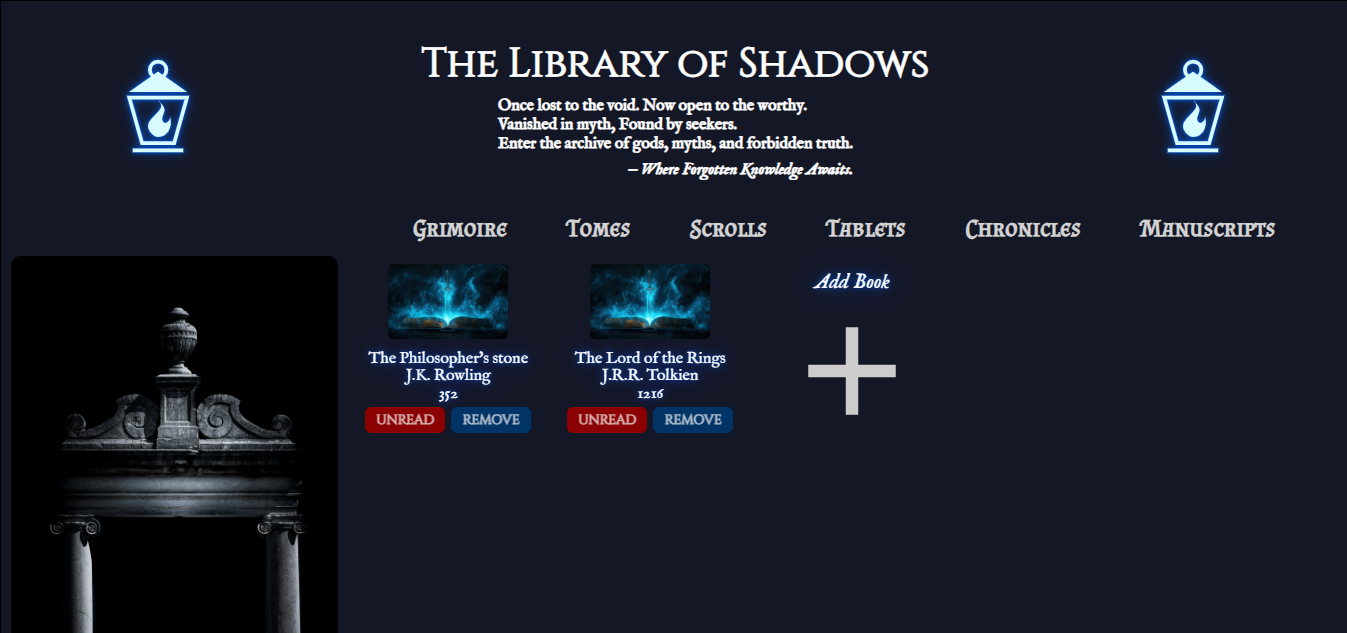 The Library of Shadows
Once lost to the void. Now open to the worthy.
Vanished in myth, Found by seekers.
Enter the archive of gods, myths, and forbidden truth.
— Where Forgotten Knowledge Awaits.
Grimoire Tomes Scrolls Tablets Chronicles Manuscripts
The Philosopher's stone
J.K. Rowling
352
UNREAD REMOVE
The Lord of the Rings
J.R.R. Tolkien
1216
UNREAD REMOVE
Add Book